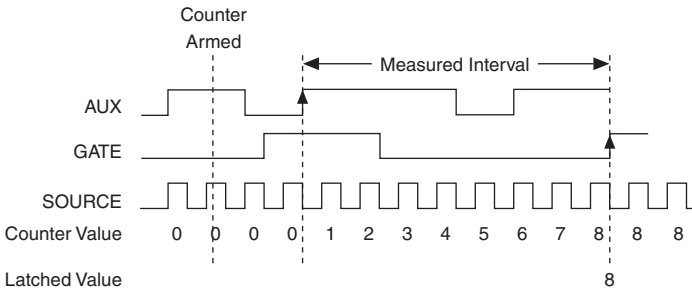 Counter
Armed
Measured Interval
AUX
GATE
SOURCE
Counter Value 0 0 0 0 1 2 3 4 5 6 7 8 8 8
Latched Value 8